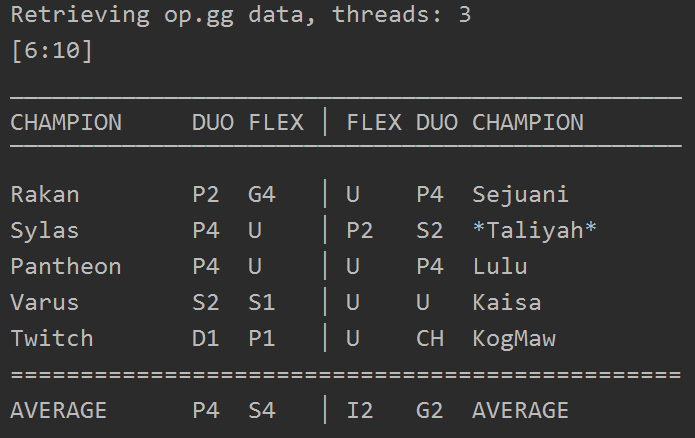 Retrieving op.gg data, threads: 3
[6:10]
CHAMPION DUO FLEX | FLEX DUO CHAMPION
Rakan P2 G4 | U P4 Sejuani
Sylas P4 U | P2 S2 *Taliyah*
Pantheon P4 U | U P4 Lulu
Varus S2 S1 | U U Kaisa
Twitch D1 P1 | U CH KogMaw
================================================
AVERAGE P4 S4 | I2 G2 AVERAGE